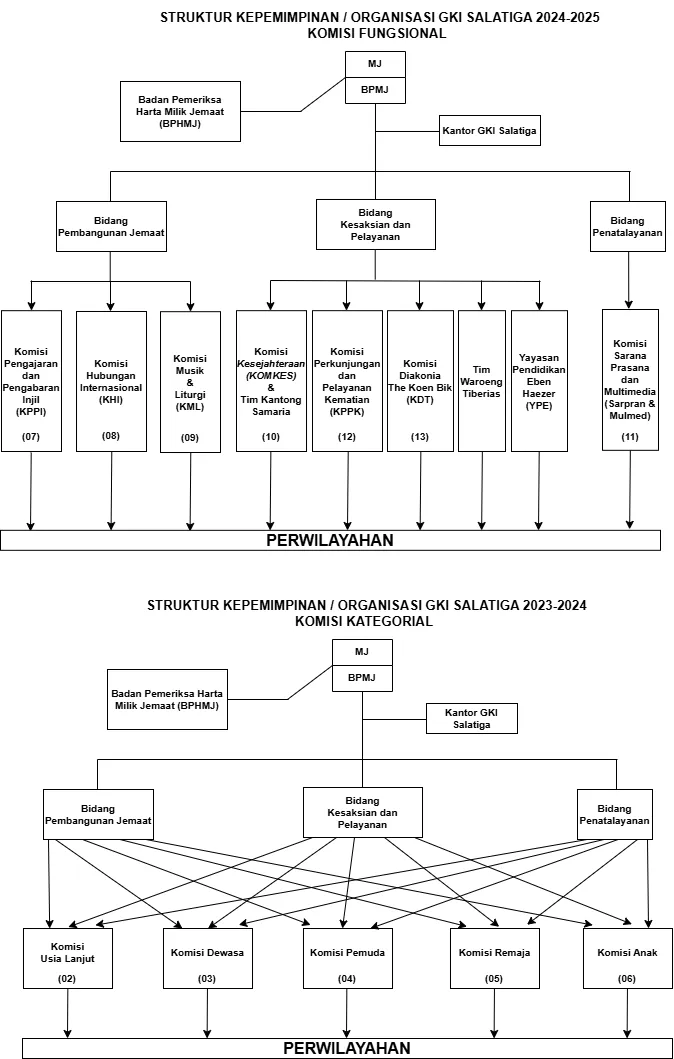 STRUKTUR KEPEMIMPINAN / ORGANISASI GKI SALATIGA 2024-2025
KOMISI FUNGSIONAL
MJ
BPMJ
Badan Pemeriksa
Harta Milik Jemaat
(BPHMJ)
Kantor GKI Salatiga
Bidang
Pembangunan Jemaat
Bidang
Kesaksian dan
Pelayanan
Bidang
Penatalayanan
Komisi
Pengajaran
dan
Pengabaran
Injil
(KPPI)
(07)
Komisi
Hubungan
Internasional
(KHI)
(08)
Komisi
Musik
&
Liturgi
(KML)
(09)
Komisi
Kesejahteraan
(KOMKES)
&
Tim Kantong
Samaria
(10)
Komisi
Perkunjungan
dan
Pelayanan
Kematian
(KPPK)
(12)
Komisi
Diakonia
The Koen Bik
(KDT)
(13)
Tim
Waroeng
Tiberias
Yayasan
Pendidikan
Eben
Haezer
(YPE)
Komisi
Sarana
Prasana
dan
Multimedia
(Sarpran &
Mulmed)
(11)
PERWILAYAHAN
STRUKTUR KEPEMIMPINAN / ORGANISASI GKI SALATIGA 2023-2024
KOMISI KATEGORIAL
MJ
BPMJ
Badan Pemeriksa Harta
Milik Jemaat (BPHMJ)
Kantor GKI
Salatiga
Bidang
Pembangunan Jemaat
Bidang
Kesaksian dan
Pelayanan
Bidang
Penatalayanan
Komisi
Usia Lanjut
(02)
Komisi Dewasa
(03)
Komisi Pemuda
(04)
Komisi Remaja
(05)
Komisi Anak
(06)
PERWILAYAHAN